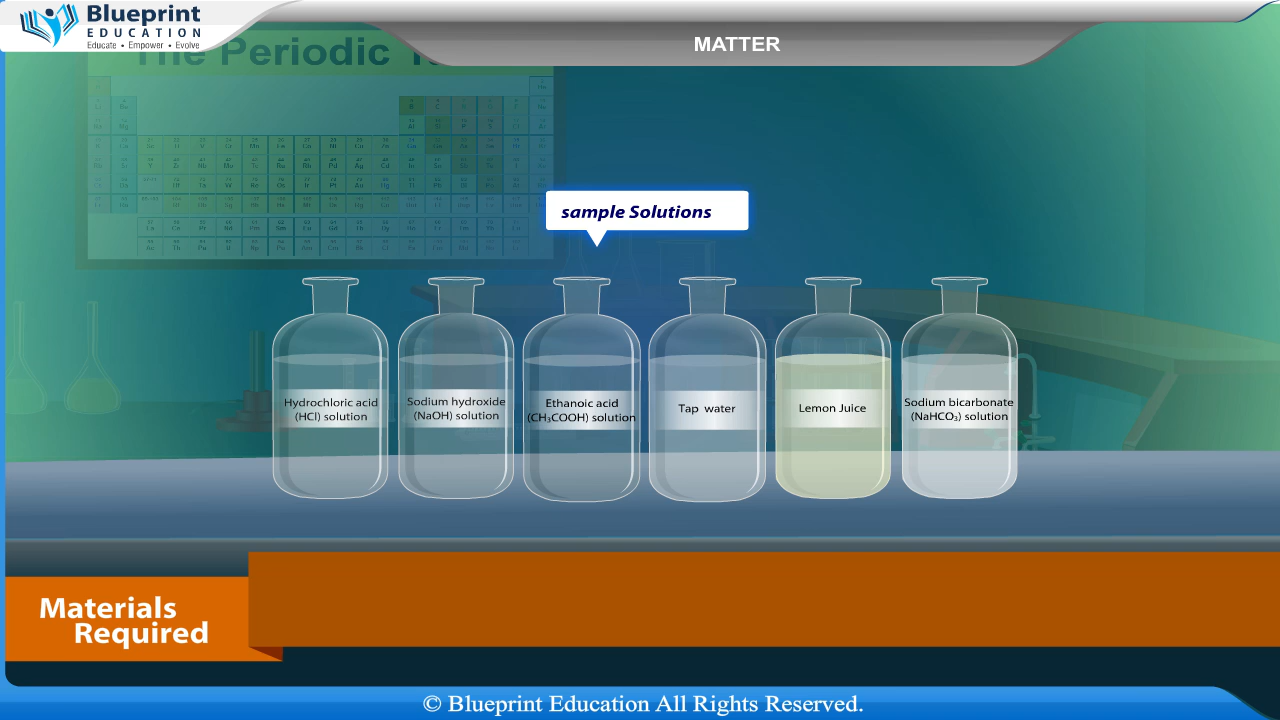 Blueprint
EDUCATION
Educate • Empower • Evolve
MATTER
The Periodic
sample Solutions
Hydrochloric acid
(HCl) solution
Sodium hydroxide
(NaOH) solution
Ethanoic acid
(CH₃COOH) solution
Tap water
Lemon Juice
Sodium bicarbonate
(NaHCO₃) solution
Materials
Required
© Blueprint Education All Rights Reserved.